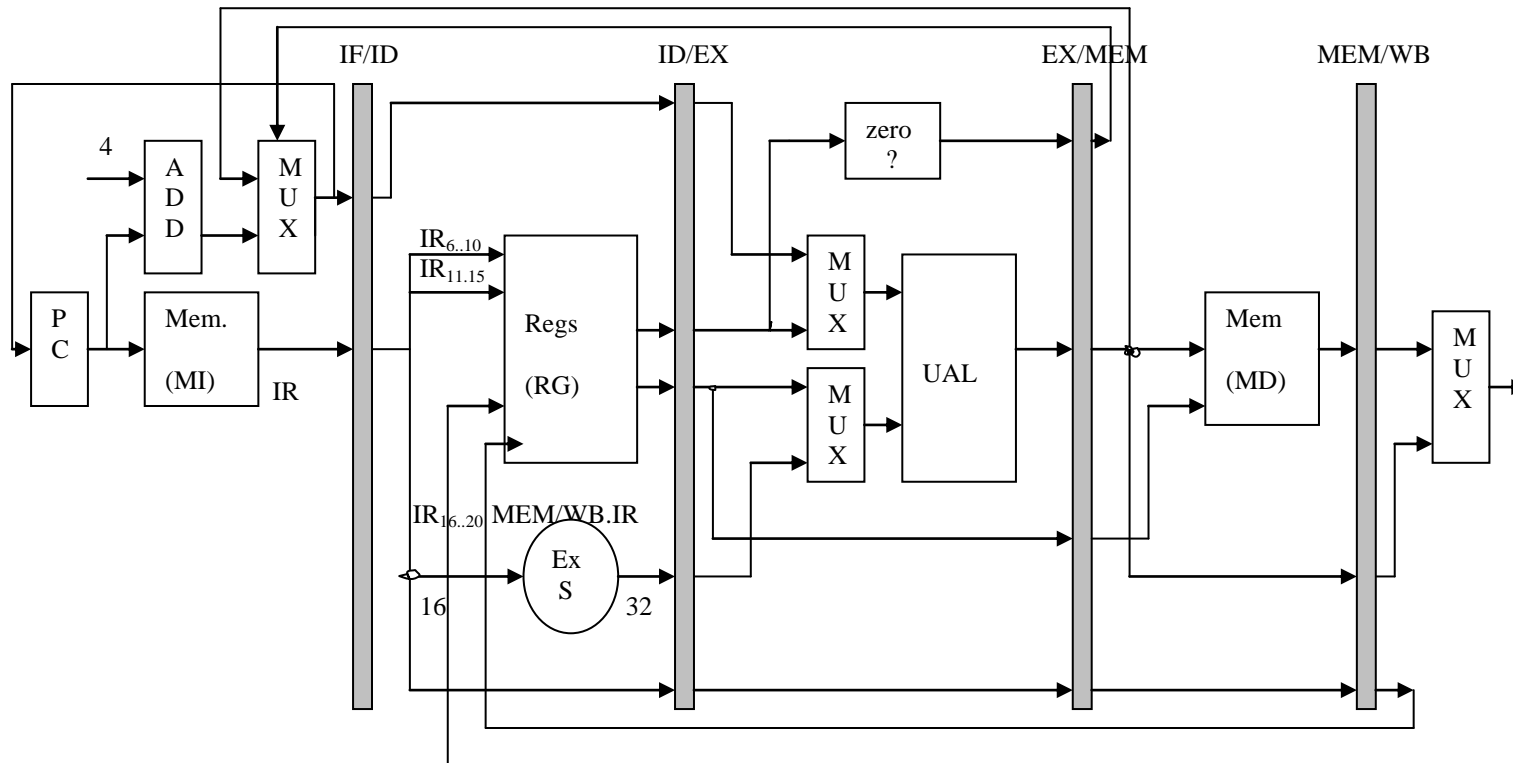 IF/ID ID/EX EX/MEM MEM/WB
4
A
D
D
M
U
X
zero
?
IR6..10
IR11.15
M
U
X
P
C
Mem.
(MI)
IR
Regs
(RG)
UAL
Mem
(MD)
M
U
X
M
U
X
IR16..20 MEM/WB.IR
Ex
S
16
32